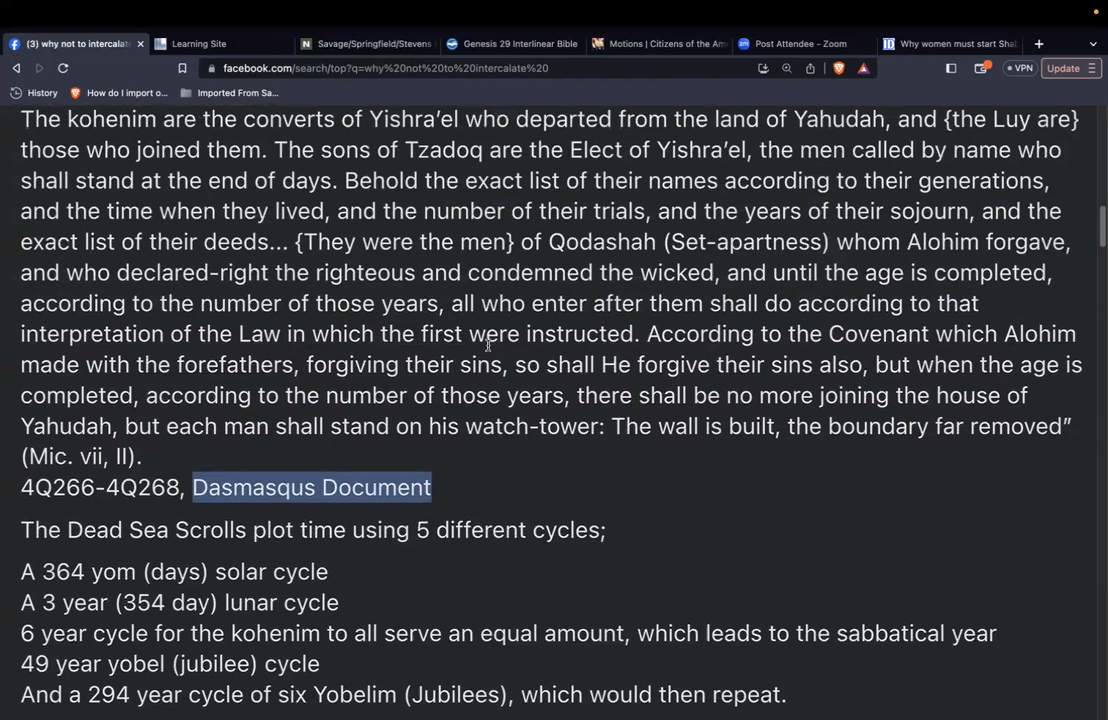 (3) why not to intercalat
Learning Site
Savage/Springfield/Stevens
Genesis 29 Interlinear Bible
Motions | Citizens of the Am
Post Attendee - Zoom
Why women must start Sha
facebook.com/search/top?q=why%20not%20to%20intercalate%20
VPN
Update
History
How do I import o...
Imported From Sa...
The kohenim are the converts of Yishra’el who departed from the land of Yahudah, and {the Luy are}
those who joined them. The sons of Tzadoq are the Elect of Yishra’el, the men called by name who
shall stand at the end of days. Behold the exact list of their names according to their generations,
and the time when they lived, and the number of their trials, and the years of their sojourn, and the
exact list of their deeds... {They were the men} of Qodashah (Set-apartness) whom Alohim forgave,
and who declared-right the righteous and condemned the wicked, and until the age is completed,
according to the number of those years, all who enter after them shall do according to that
interpretation of the Law in which the first were instructed. According to the Covenant which Alohim
made with the forefathers, forgiving their sins, so shall He forgive their sins also, but when the age is
completed, according to the number of those years, there shall be no more joining the house of
Yahudah, but each man shall stand on his watch-tower: The wall is built, the boundary far removed”
(Mic. vii, II).
4Q266-4Q268, Dasmasqus Document
The Dead Sea Scrolls plot time using 5 different cycles;
A 364 yom (days) solar cycle
A 3 year (354 day) lunar cycle
6 year cycle for the kohenim to all serve an equal amount, which leads to the sabbatical year
49 year yobel (jubilee) cycle
And a 294 year cycle of six Yobelim (Jubilees), which would then repeat.